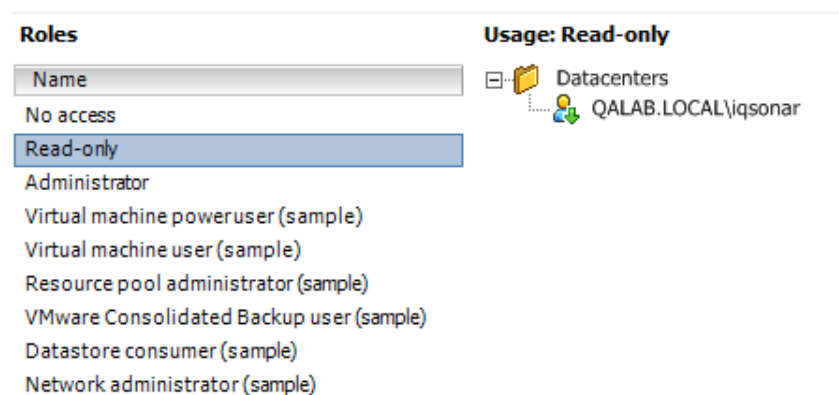 Roles
Name
No access
Read-only
Administrator
Virtual machine power user (sample)
Virtual machine user (sample)
Resource pool administrator (sample)
VMware Consolidated Backup user (sample)
Datastore consumer (sample)
Network administrator (sample)
Usage: Read-only
Datacenters
QALAB.LOCAL\iqsonar